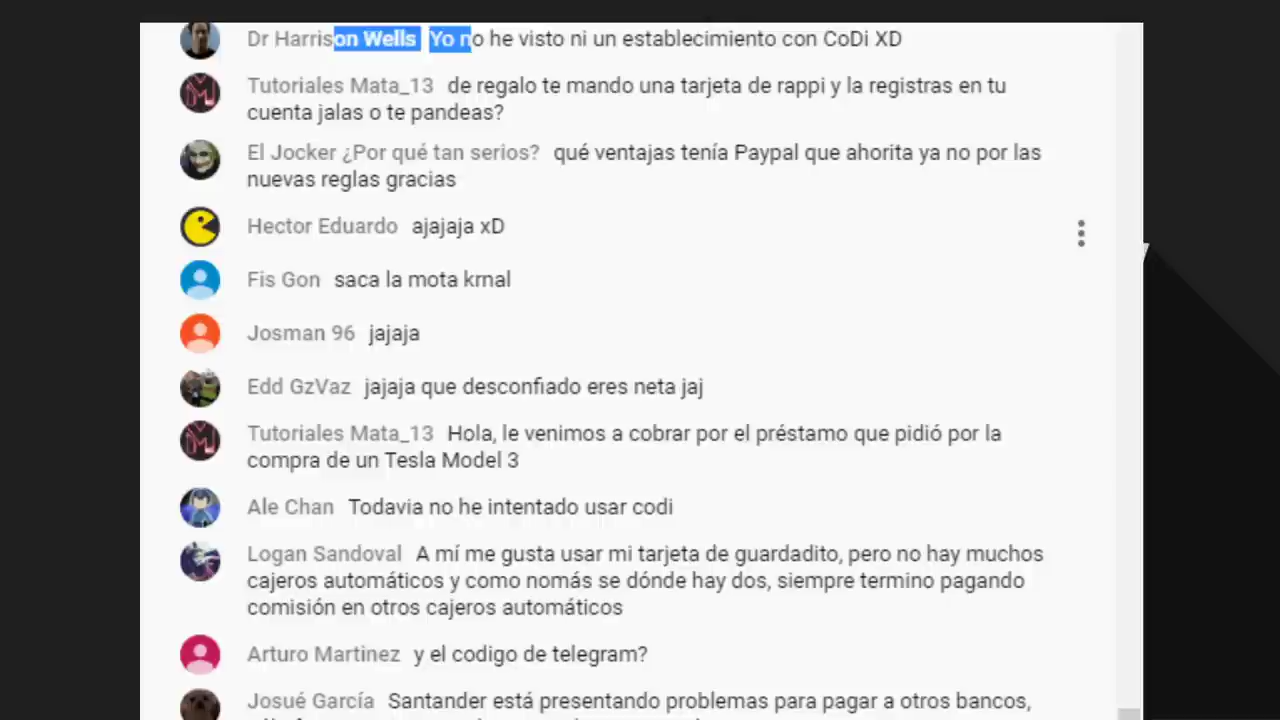 Dr Harrison Wells Yo no he visto ni un establecimiento con CoDi XD
Tutoriales Mata_13 de regalo te mando una tarjeta de rappi y la registras en tu
cuenta jalas o te pandeas?
El Jocker ¿Por qué tan serios? qué ventajas tenía Paypal que ahorita ya no por las
nuevas reglas gracias
Hector Eduardo ajajaja xD
Fis Gon saca la mota krnal
Josman 96 jajaja
Edd GzVaz jajaja que desconfiado eres neta jaj
Tutoriales Mata_13 Hola, le venimos a cobrar por el préstamo que pidió por la
compra de un Tesla Model 3
Ale Chan Todavia no he intentado usar codi
Logan Sandoval A mí me gusta usar mi tarjeta de guardadito, pero no hay muchos
cajeros automáticos y como nomás se dónde hay dos, siempre termino pagando
comisión en otros cajeros automáticos
Arturo Martinez y el codigo de telegram?
Josué García Santander está presentando problemas para pagar a otros bancos,